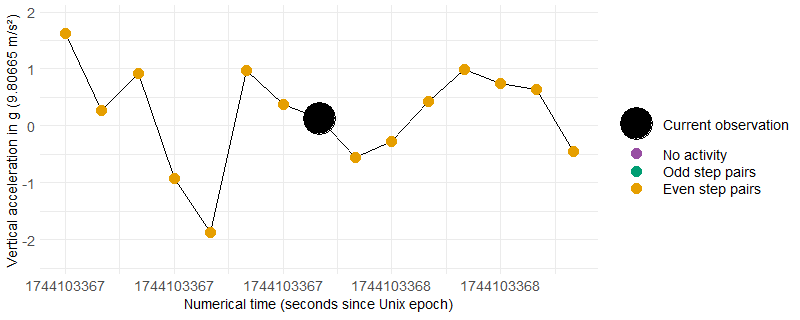 Vertical acceleration in g (9.80665 m/s²)
2
1
0
-1
-2
1744103367 1744103367 1744103367 1744103368 1744103368
Numerical time (seconds since Unix epoch)
Current observation
No activity
Odd step pairs
Even step pairs